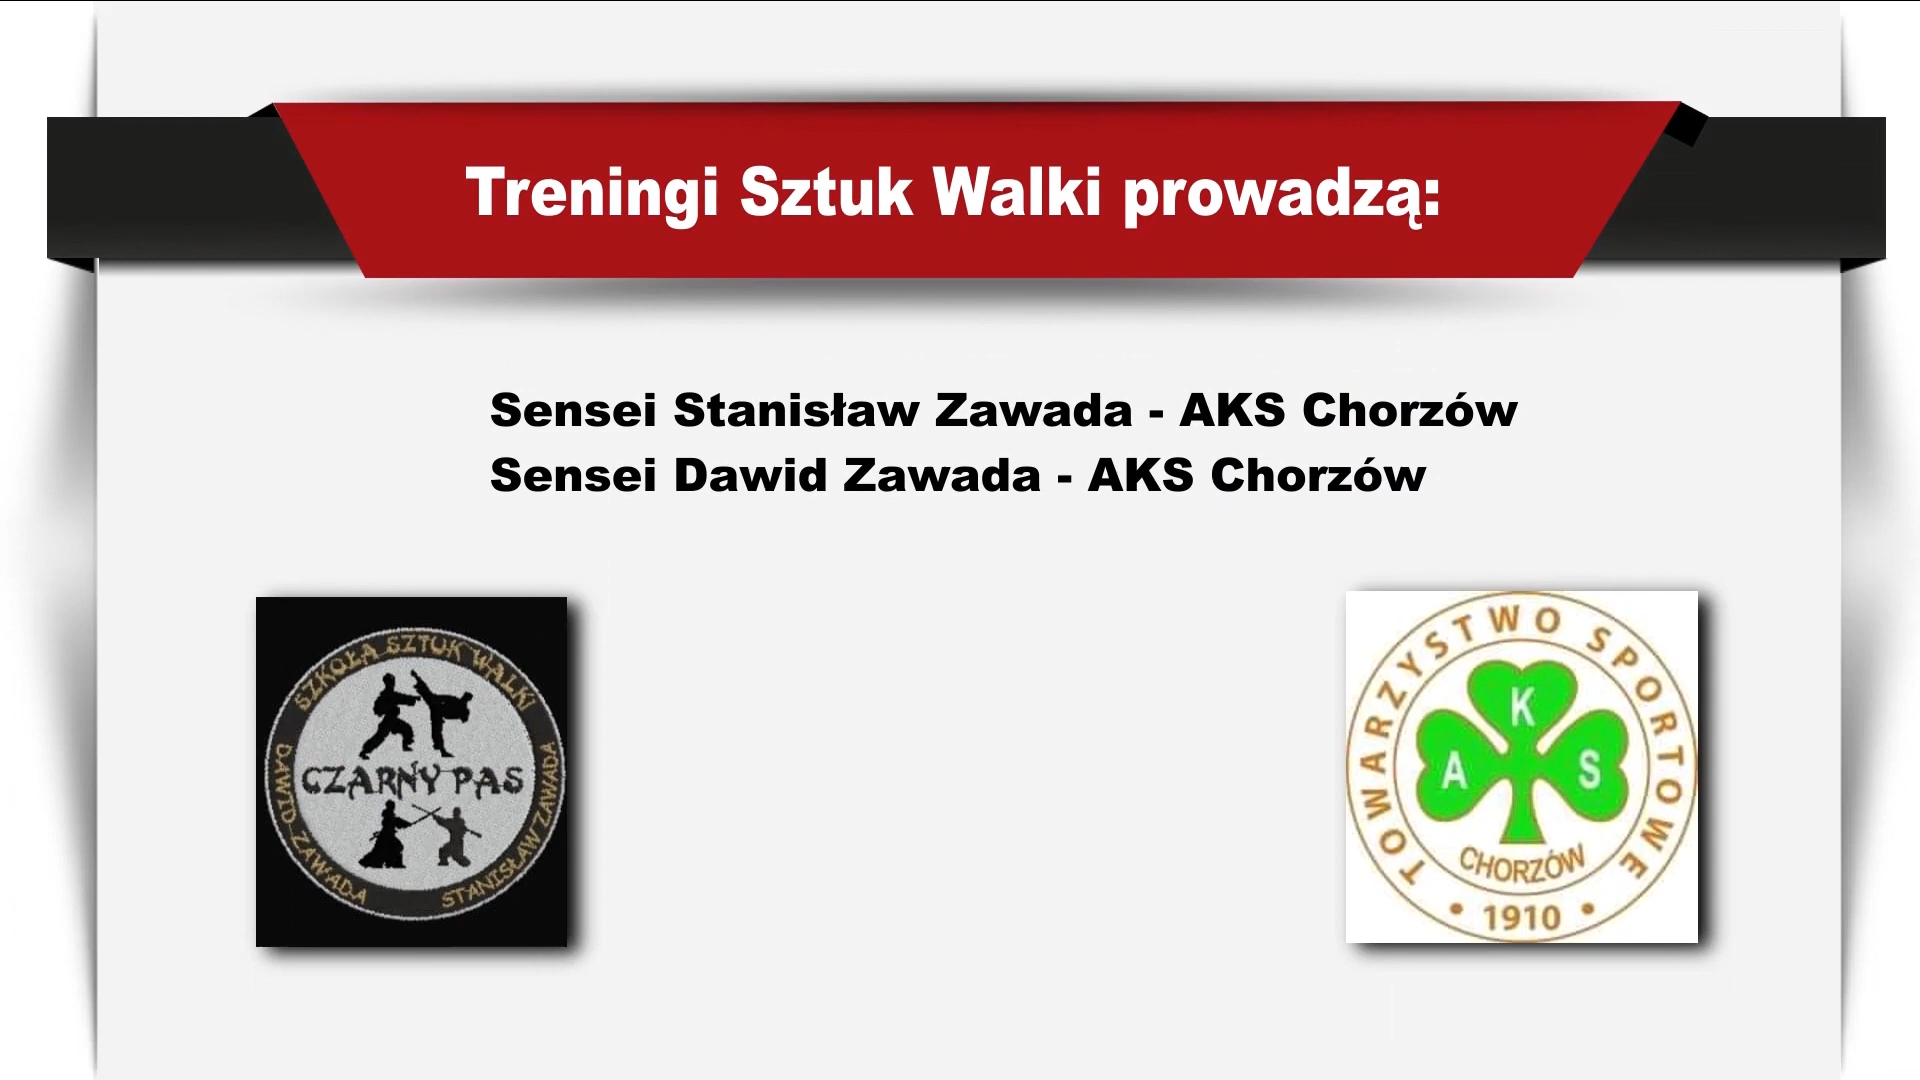 Treningi Sztuk Walki prowadzą:
Sensei Stanisław Zawada - AKS Chorzów
Sensei Dawid Zawada - AKS Chorzów
SZKOŁA SZTUK WALKI
CZARNY PAS
DAWID ZAWADA
STANISŁAW ZAWADA
TOWARZYSTWO SPORTOWE
K
A S
CHORZÓW
• 1910 •